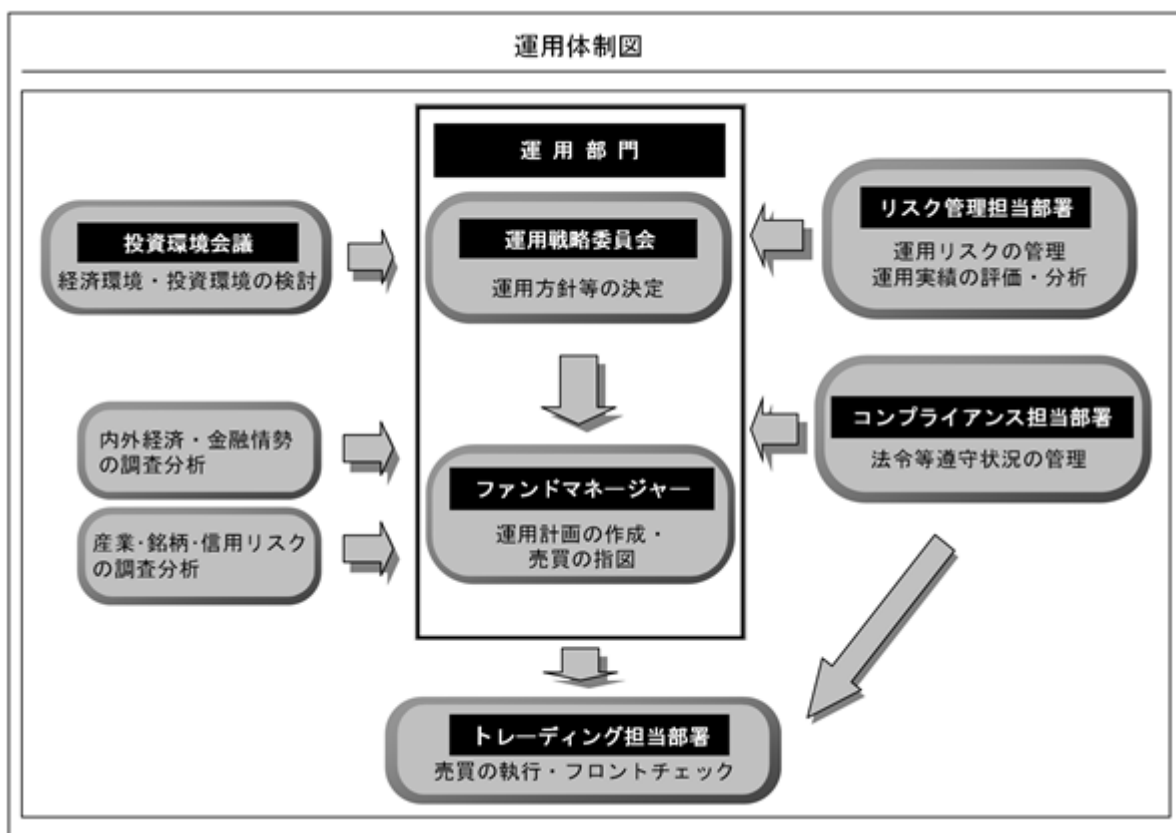 運用体制図
運用部門
投資環境会議
経済環境・投資環境の検討
運用戦略委員会
運用方針等の決定
リスク管理担当部署
運用リスクの管理
運用実績の評価・分析
内外経済・金融情勢
の調査分析
産業・銘柄・信用リスク
の調査分析
ファンドマネージャー
運用計画の作成・
売買の指図
コンプライアンス担当部署
法令等遵守状況の管理
トレーディング担当部署
売買の執行・フロントチェック